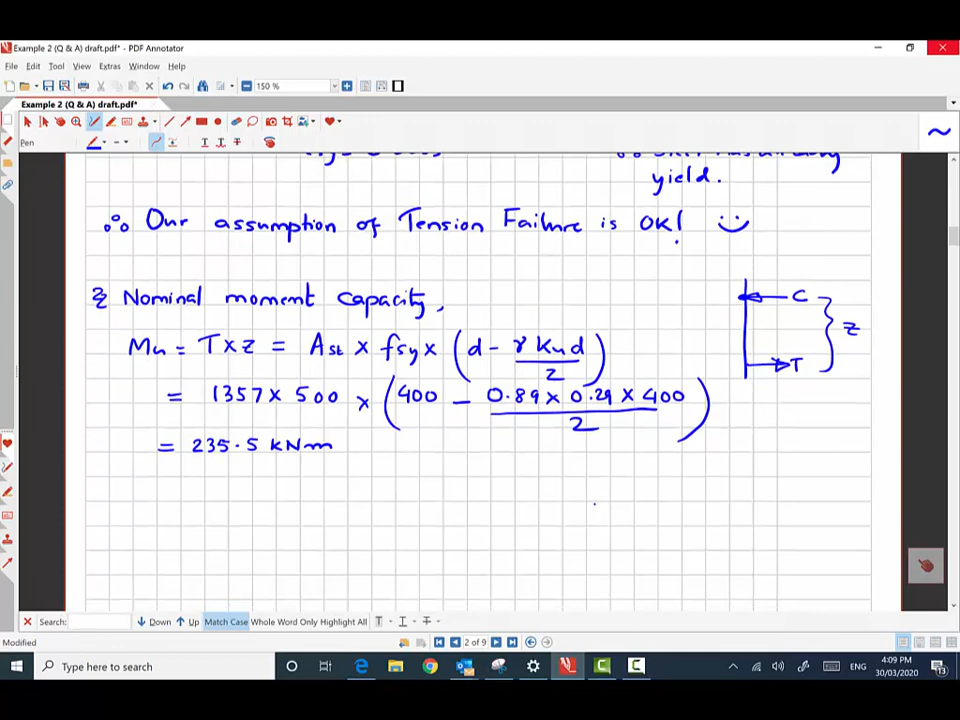 Example 2 (Q & A) draft.pdf* - PDF Annotator
File Edit Tool View Extras Window Help
150 %
Example 2 (Q & A) draft.pdf*
Pen
yield.
∴ Our assumption of Tension Failure is OK!
Nominal moment capacity,
C
Mu = T x z = Ast x fsy x (d - γ ku d / 2)
z
T
= 1357 x 500 x (400 - 0.89 x 0.29 x 400 / 2)
= 235.5 kNm
Search: Down Up Match Case Whole Word Only Highlight All
Modified
2 of 9
Type here to search
ENG
4:09 PM
30/03/2020
13